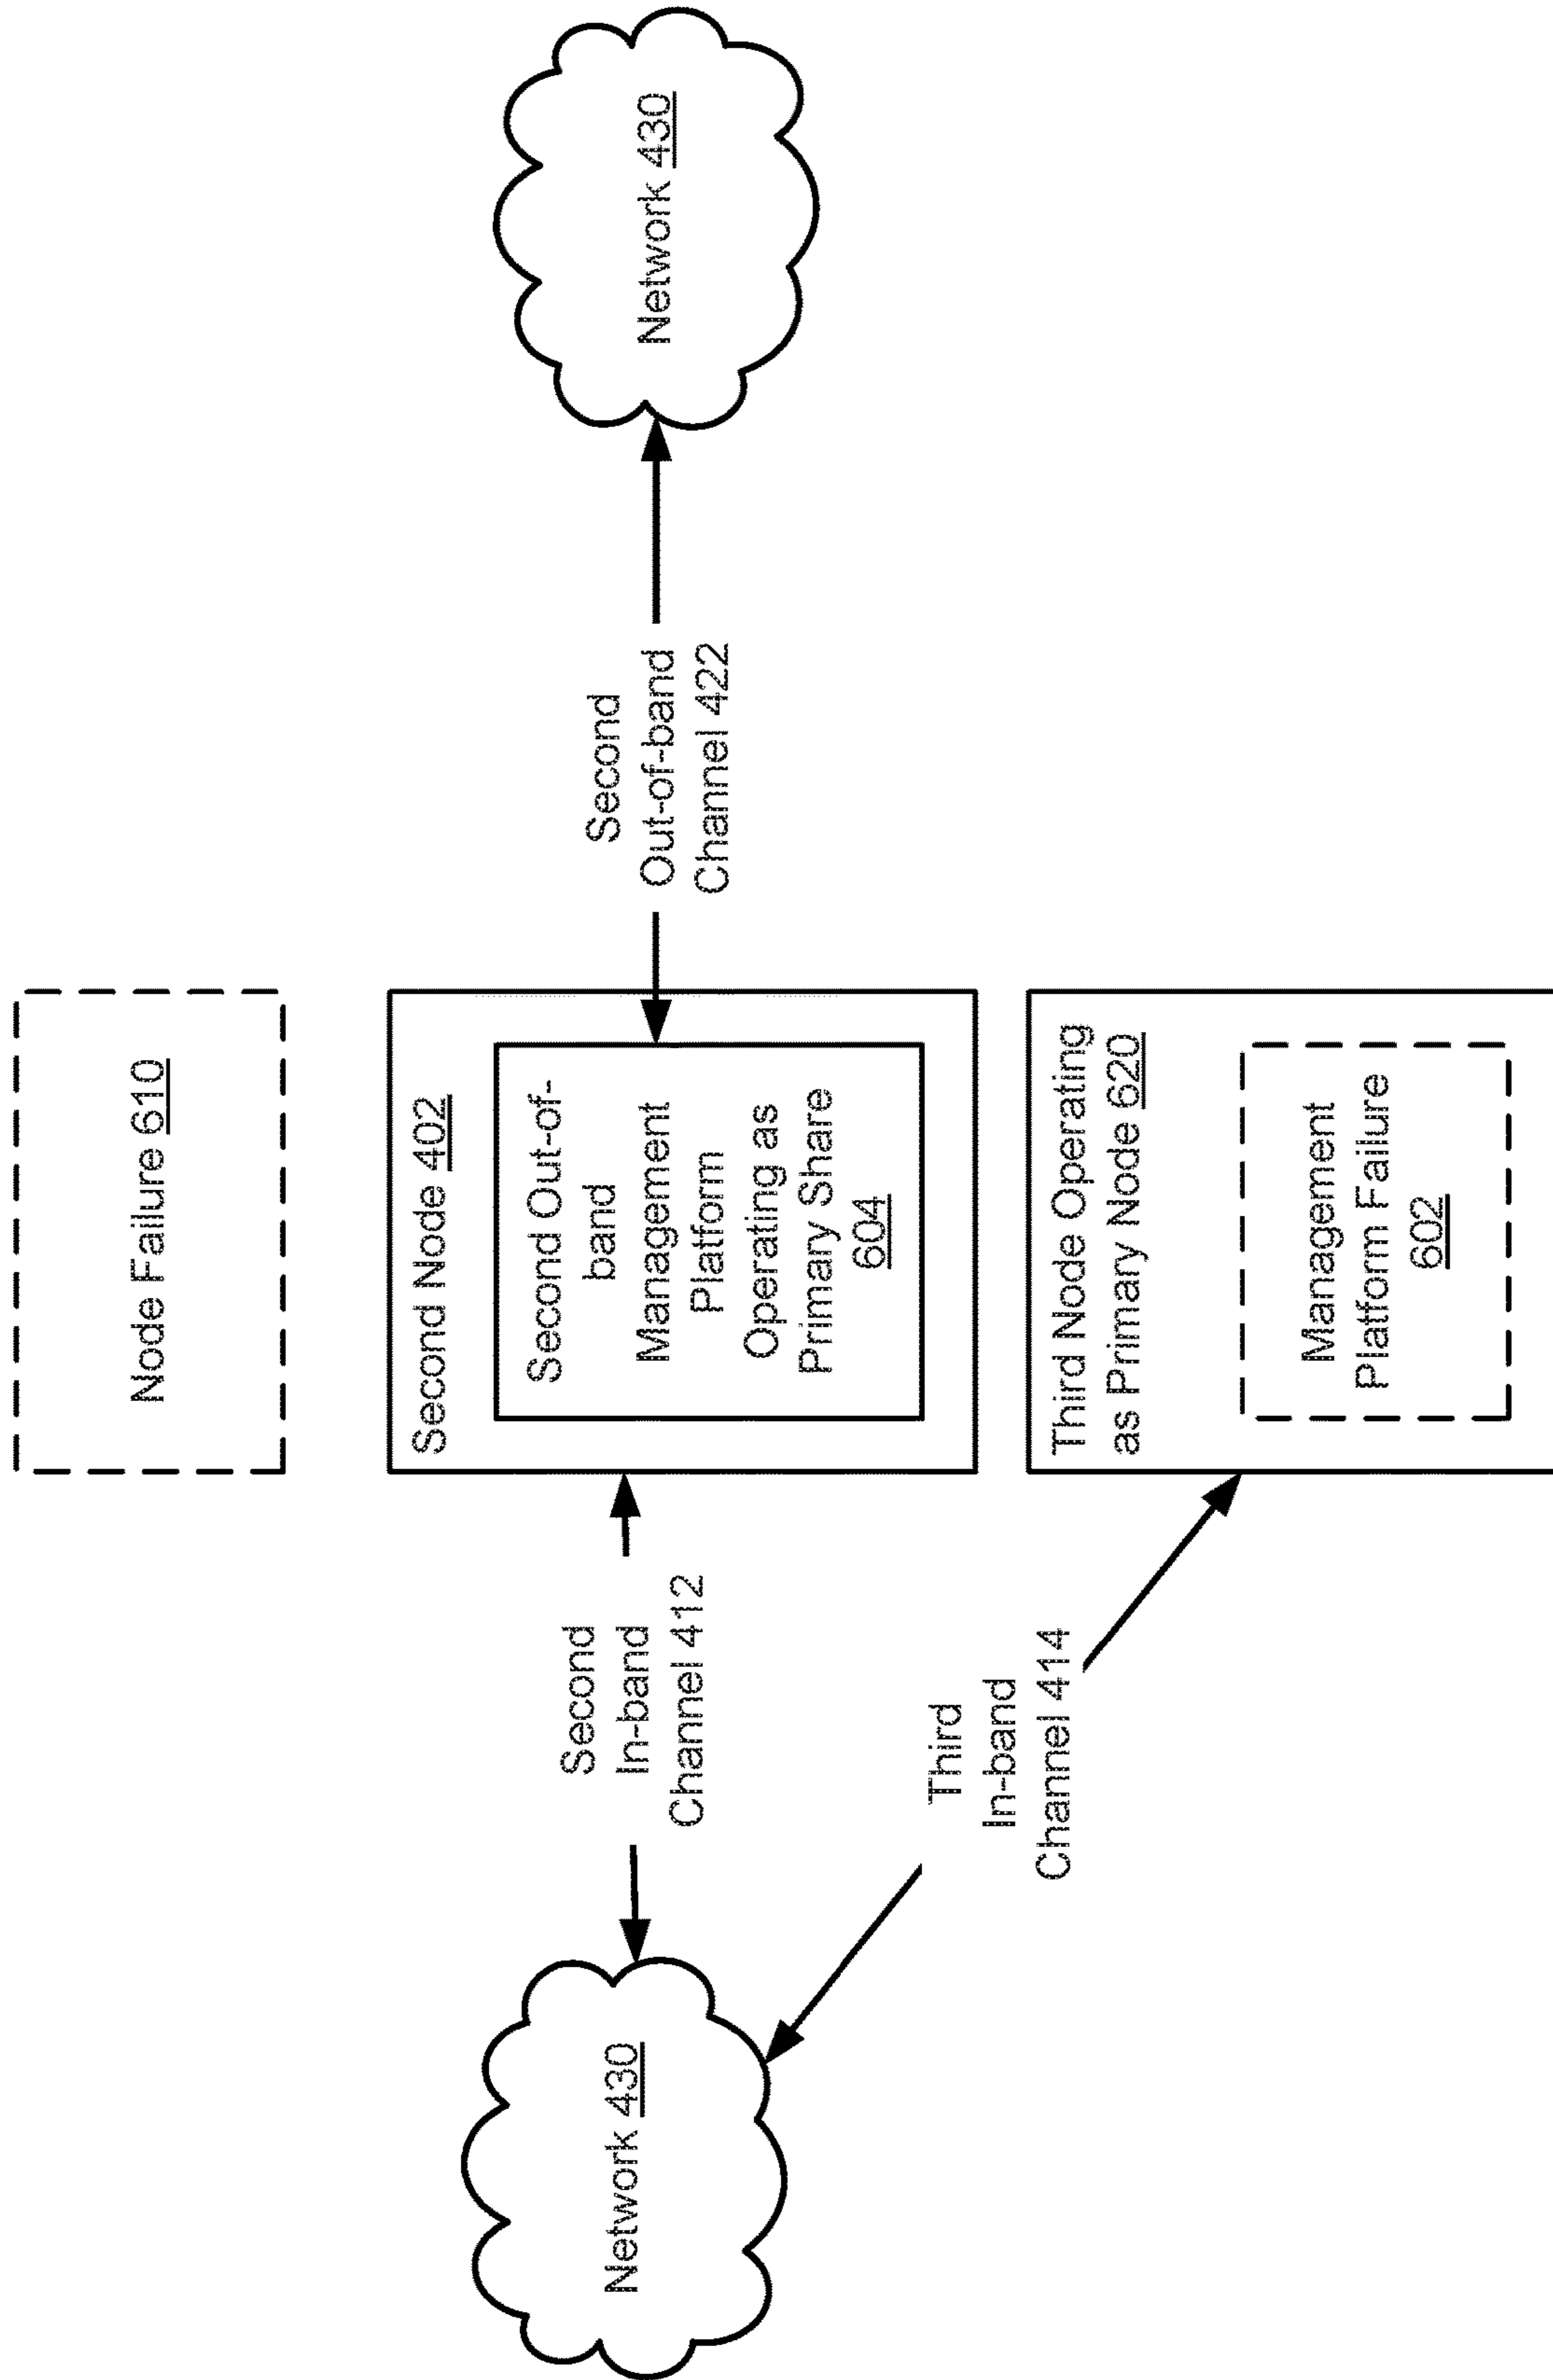 Node Failure 610
Second Node 402
Second Out-of-
band
Management
Platform
Operating as
Primary Share
604
Third Node Operating
as Primary Node 620
Management
Platform Failure
602
Network 430
Second
In-band
Channel 412
Third
In-band
Channel 414
Second
Out-of-band
Channel 422
Network 430